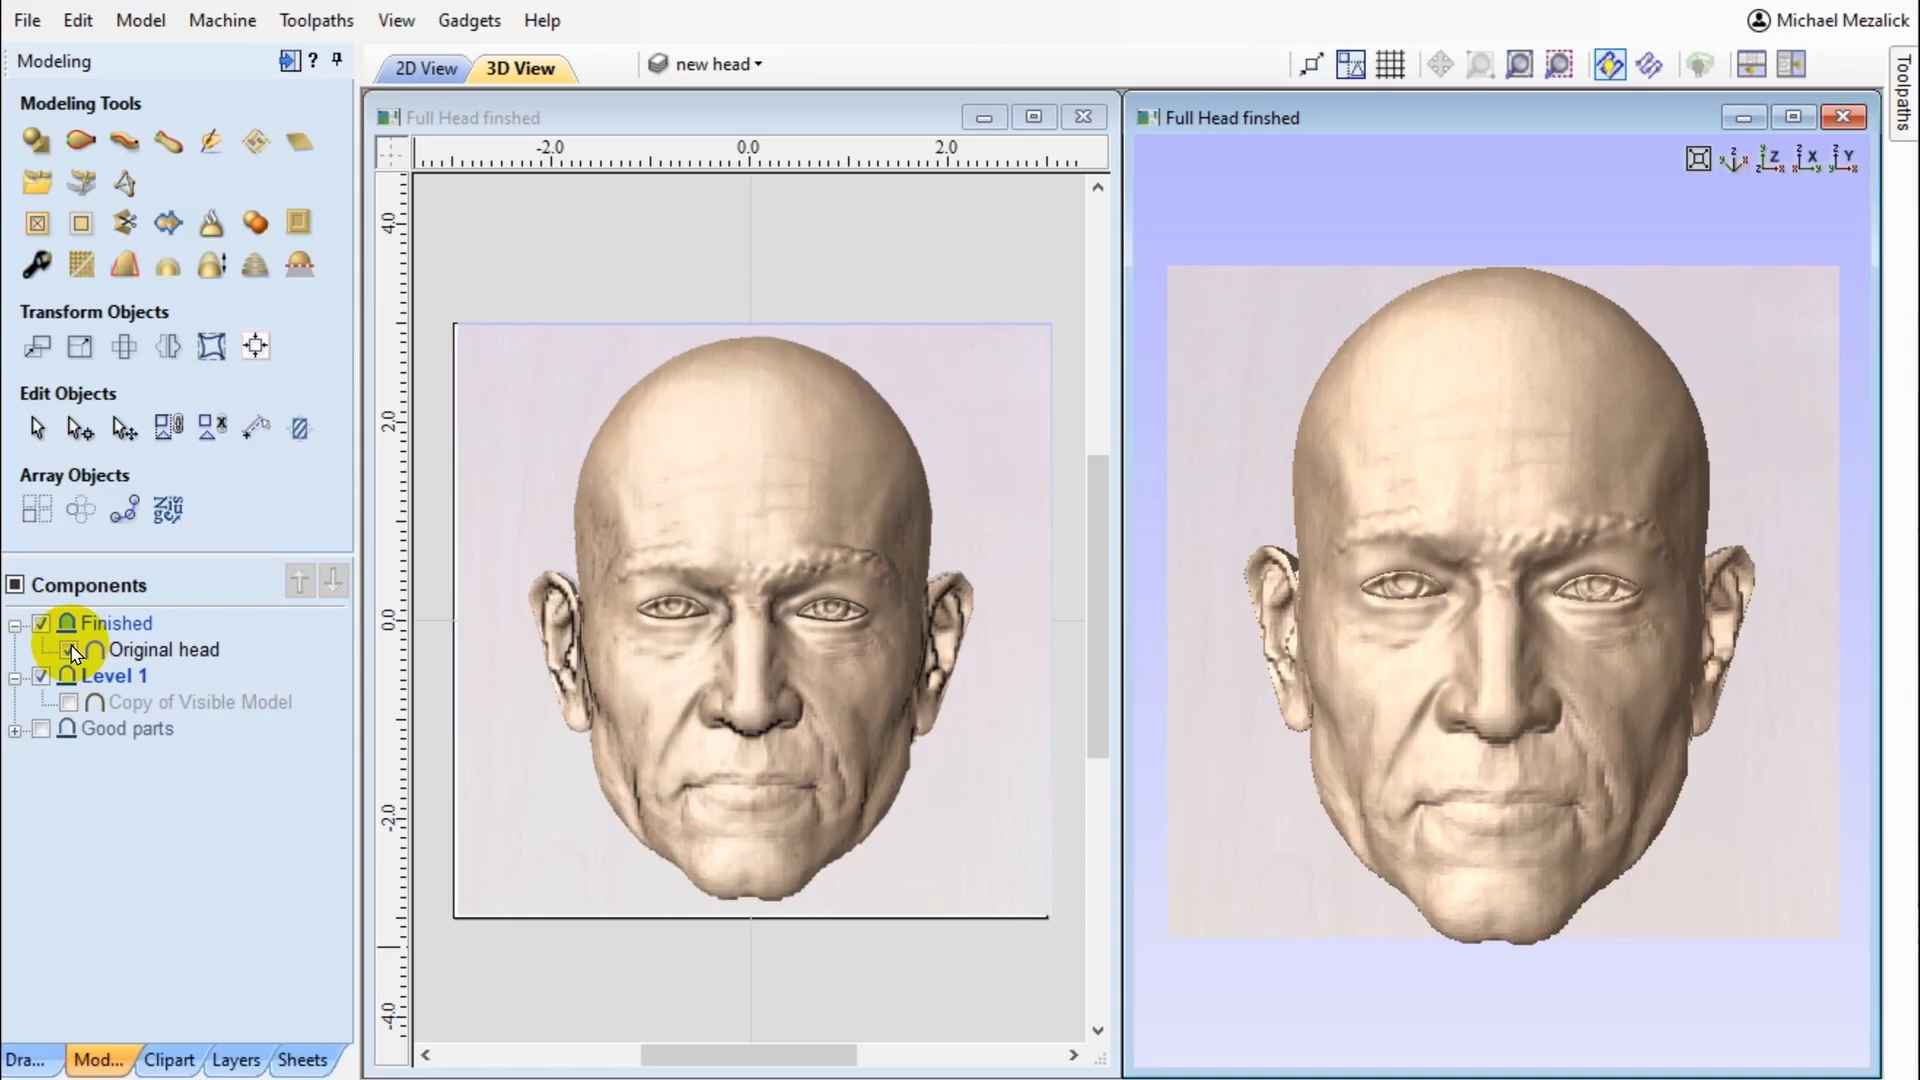 File Edit Model Machine Toolpaths View Gadgets Help
Michael Mezalick
Modeling
?
2D View
3D View
new head
Toolpaths
Modeling Tools
Full Head finshed
Full Head finshed
-2.0 0.0 2.0
Z X Y
4.0
2.0
0.0
-2.0
-4.0
Transform Objects
Edit Objects
Array Objects
Components
Finished
Original head
Level 1
Copy of Visible Model
Good parts
Dra... Mod... Clipart Layers Sheets